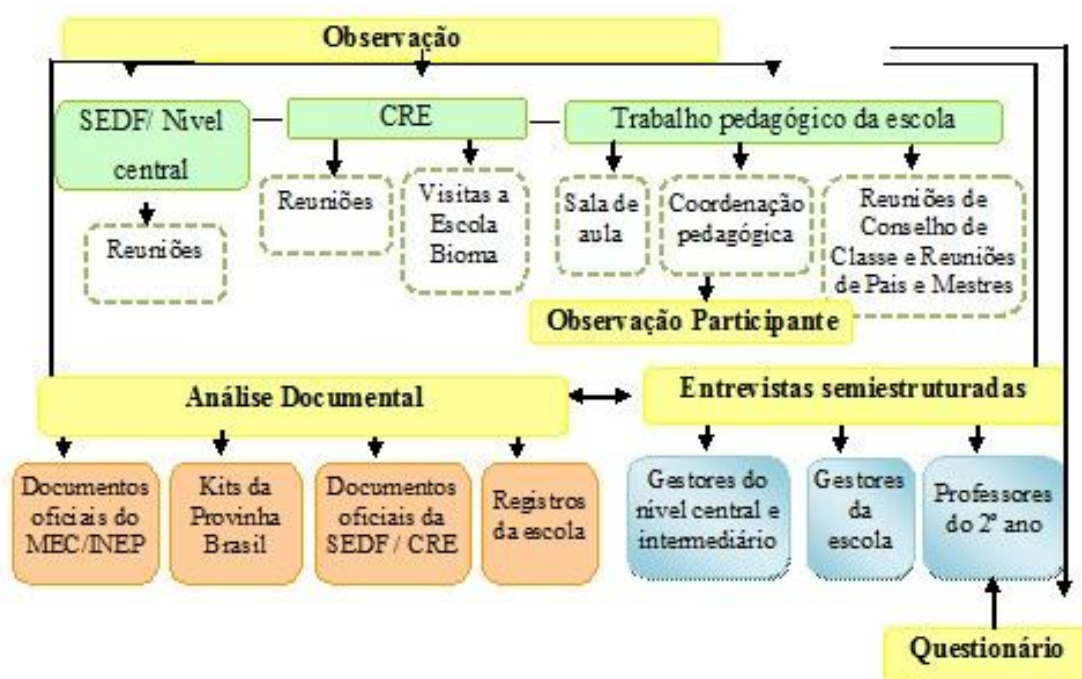 Observação
SEDF/ Nivel
central
CRE
Trabalho pedagógico da escola
Reuniões
Reuniões
Visitas a
Escola
Bioma
Sala de
aula
Coordenação
pedagógica
Reuniões de
Conselho de
Classe e Reuniões
de Pais e Mestres
Observação Participante
Análise Documental
Entrevistas semiestruturadas
Documentos
oficiais do
MEC/INEP
Kits da
Provinha
Brasil
Documentos
oficiais da
SEDF / CRE
Registros
da escola
Gestores do
nível central e
intermediário
Gestores
da
escola
Professores
do 2º ano
Questionário